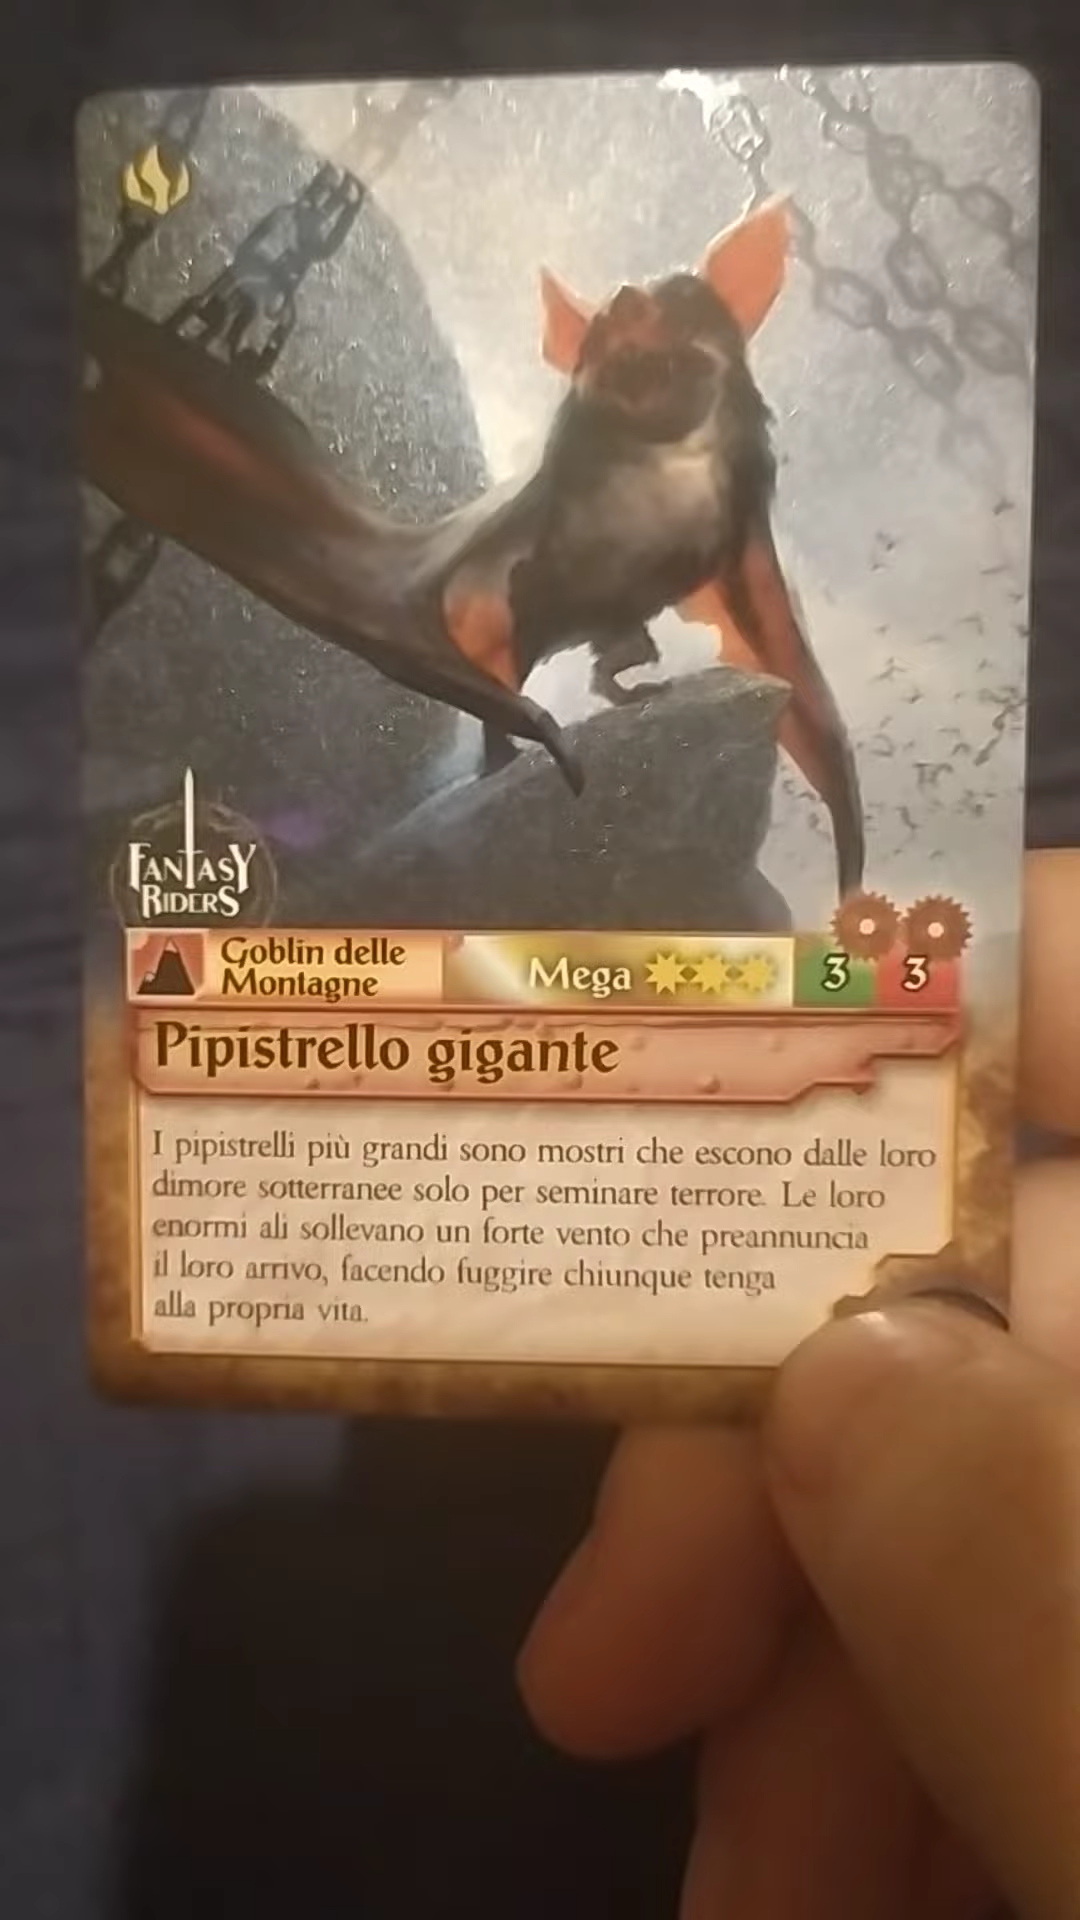 FANTASY
RIDERS
Goblin delle
Montagne
Mega
3 3
Pipistrello gigante
I pipistrelli più grandi sono mostri che escono dalle loro
dimore sotterranee solo per seminare terrore. Le loro
enormi ali sollevano un forte vento che preannuncia
il loro arrivo, facendo fuggire chiunque tenga
alla propria vita.